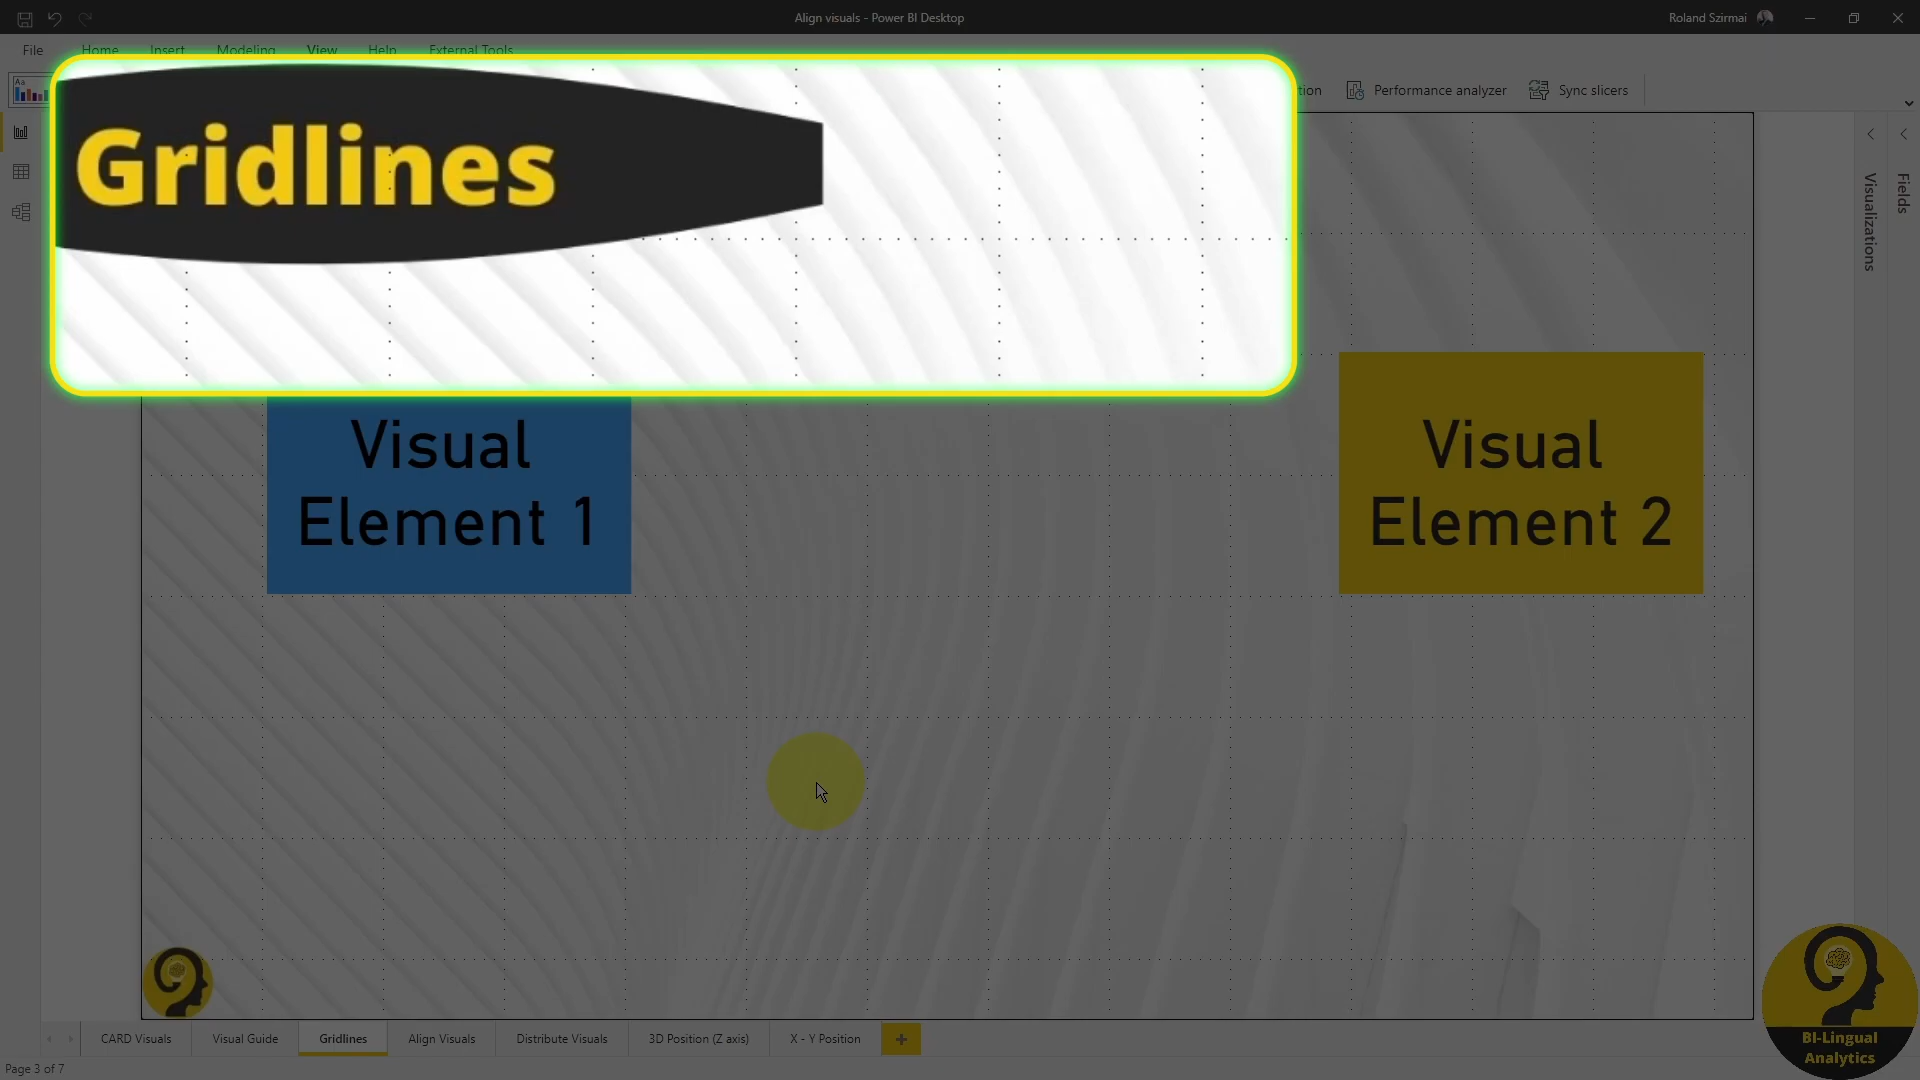 Align visuals - Power BI Desktop
Roland Szirmai
File Home Insert Modeling View Help External Tools
Performance analyzer Sync slicers
Gridlines
Visualizations
Fields
Visual
Element 1
Visual
Element 2
CARD Visuals Visual Guide Gridlines Align Visuals Distribute Visuals 3D Position (Z axis) X - Y Position
Page 3 of 7
BI-Lingual
Analytics